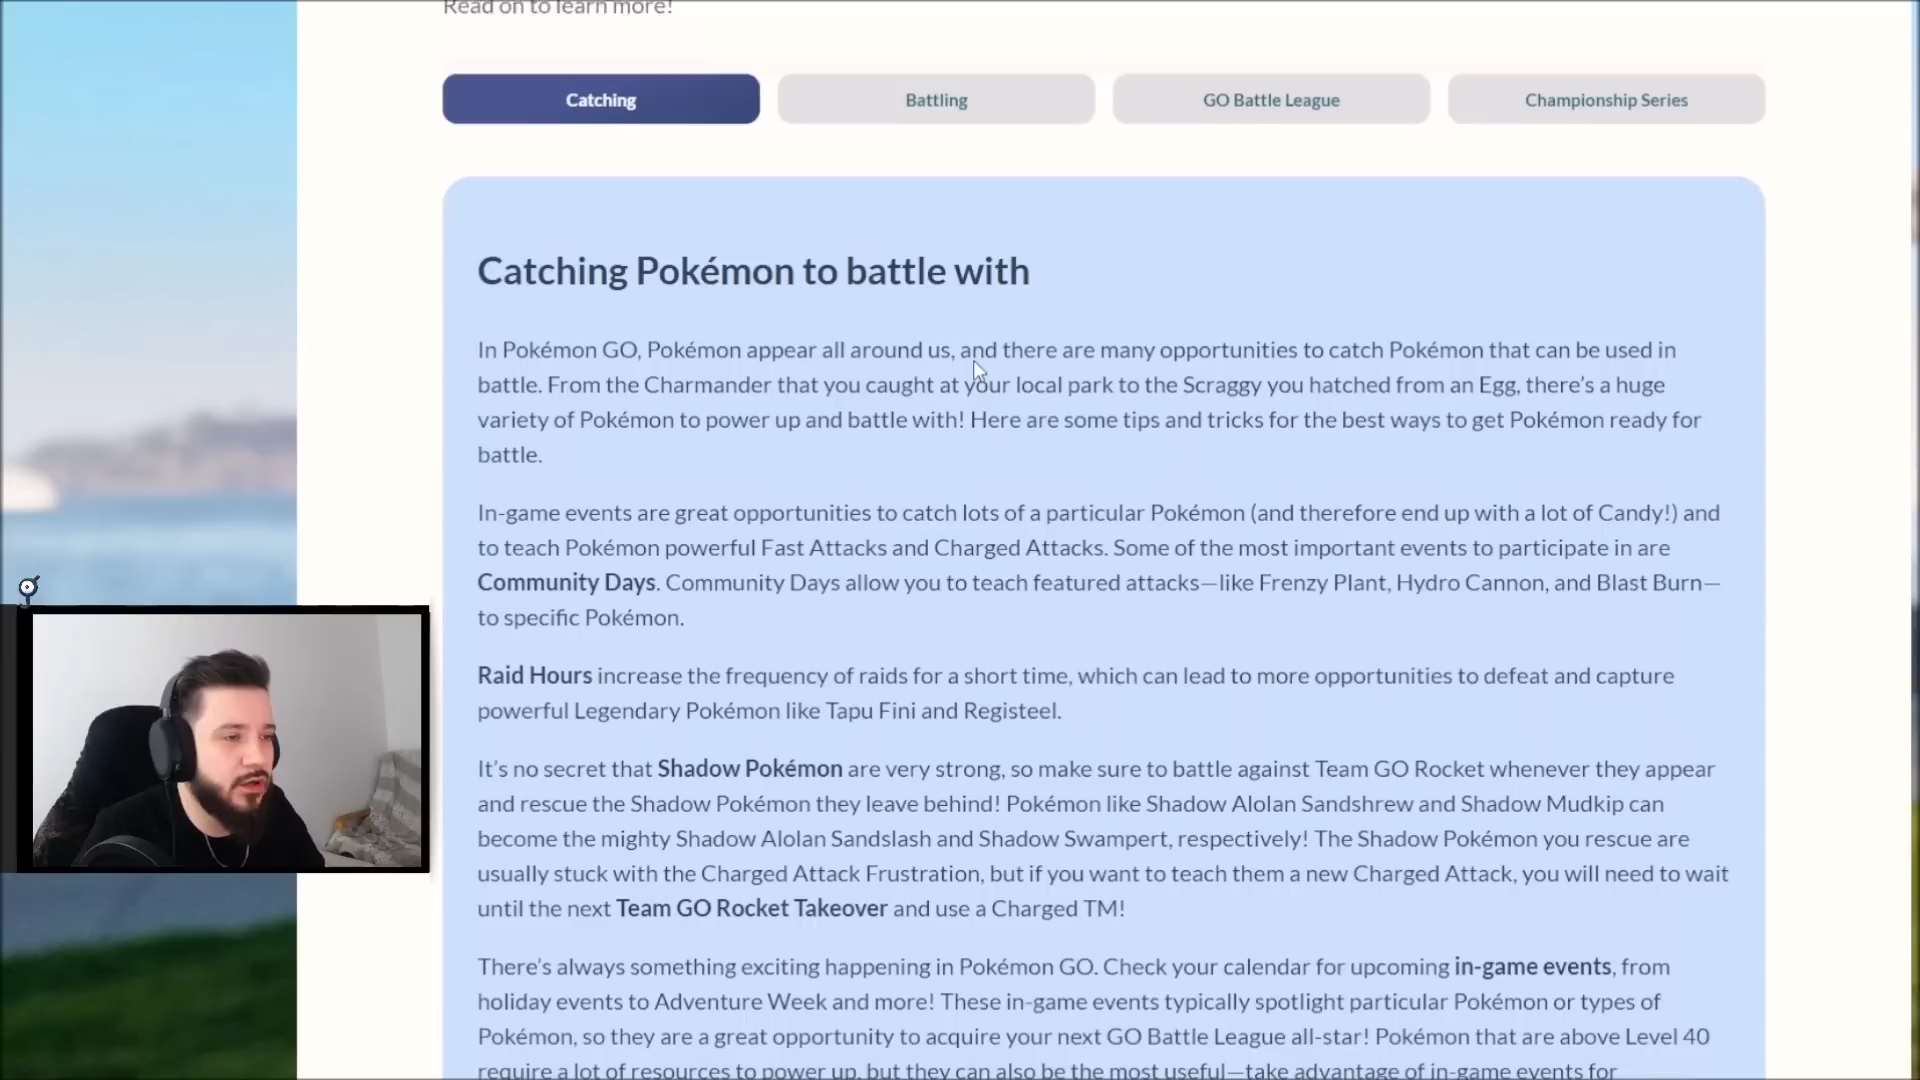 Read on to learn more!
Catching
Battling
GO Battle League
Championship Series
Catching Pokémon to battle with
In Pokémon GO, Pokémon appear all around us, and there are many opportunities to catch Pokémon that can be used in
battle. From the Charmander that you caught at your local park to the Scraggy you hatched from an Egg, there’s a huge
variety of Pokémon to power up and battle with! Here are some tips and tricks for the best ways to get Pokémon ready for
battle.
In-game events are great opportunities to catch lots of a particular Pokémon (and therefore end up with a lot of Candy!) and
to teach Pokémon powerful Fast Attacks and Charged Attacks. Some of the most important events to participate in are
Community Days. Community Days allow you to teach featured attacks—like Frenzy Plant, Hydro Cannon, and Blast Burn—
to specific Pokémon.
Raid Hours increase the frequency of raids for a short time, which can lead to more opportunities to defeat and capture
powerful Legendary Pokémon like Tapu Fini and Registeel.
It’s no secret that Shadow Pokémon are very strong, so make sure to battle against Team GO Rocket whenever they appear
and rescue the Shadow Pokémon they leave behind! Pokémon like Shadow Alolan Sandshrew and Shadow Mudkip can
become the mighty Shadow Alolan Sandslash and Shadow Swampert, respectively! The Shadow Pokémon you rescue are
usually stuck with the Charged Attack Frustration, but if you want to teach them a new Charged Attack, you will need to wait
until the next Team GO Rocket Takeover and use a Charged TM!
There’s always something exciting happening in Pokémon GO. Check your calendar for upcoming in-game events, from
holiday events to Adventure Week and more! These in-game events typically spotlight particular Pokémon or types of
Pokémon, so they are a great opportunity to acquire your next GO Battle League all-star! Pokémon that are above Level 40
require a lot of resources to power up, but they can also be the most useful—take advantage of in-game events for